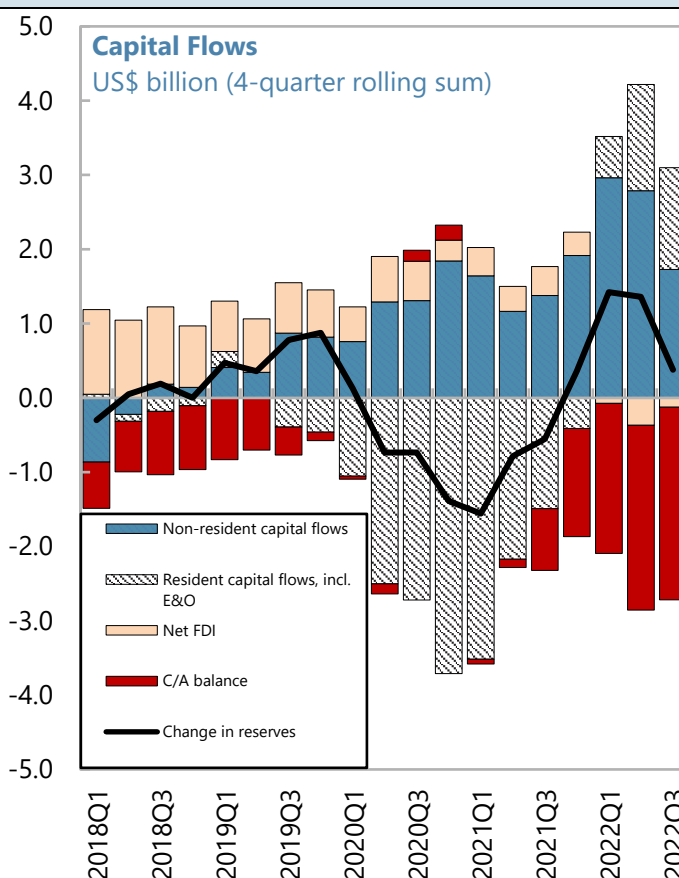 Capital Flows
US$ billion (4-quarter rolling sum)
5.0
4.0
3.0
2.0
1.0
0.0
-1.0
-2.0
-3.0
-4.0
-5.0
Non-resident capital flows
Resident capital flows, incl.
E&O
Net FDI
C/A balance
Change in reserves
2018Q1
2018Q3
2019Q1
2019Q3
2020Q1
2020Q3
2021Q1
2021Q3
2022Q1
2022Q3